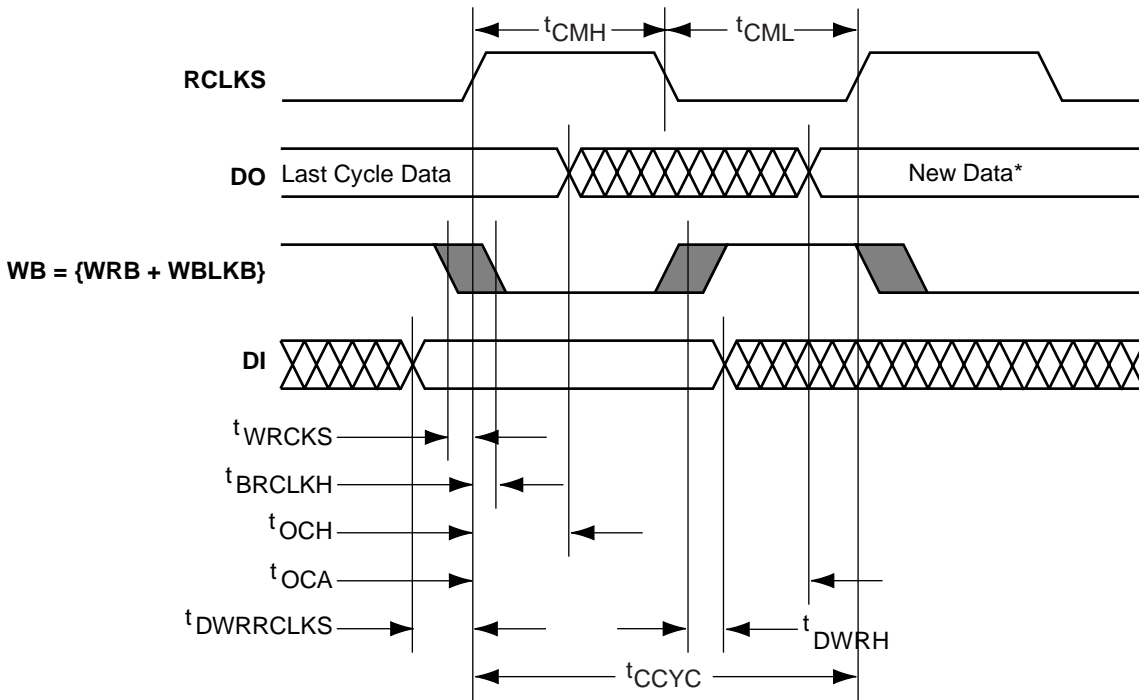 tCMH
tCML
RCLKS
DO
Last Cycle Data
New Data*
WB = {WRB + WBLKB}
DI
tWRCKS
tBRCLKH
tOCH
tOCA
tDWRRCLKS
tDWRH
tCCYC